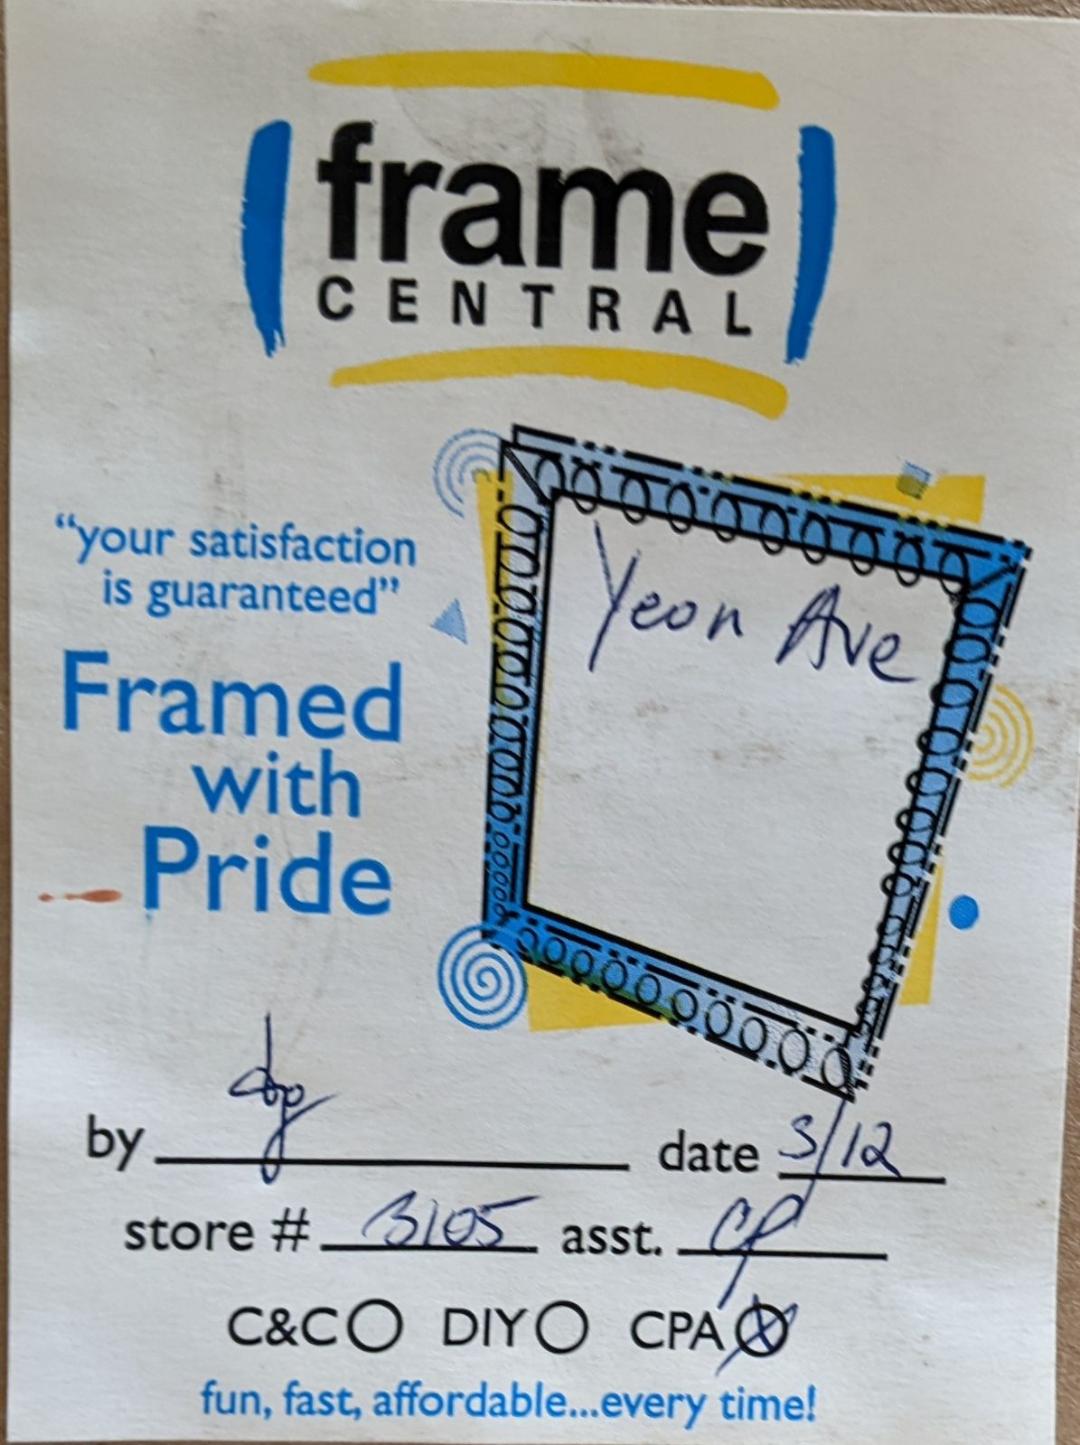 frame
CENTRAL
"your satisfaction
is guaranteed"
Framed
with
Pride
Yeon Ave
by
date 3/12
store # 3105 asst. CP
C&C DIY CPA X
fun, fast, affordable...every time!